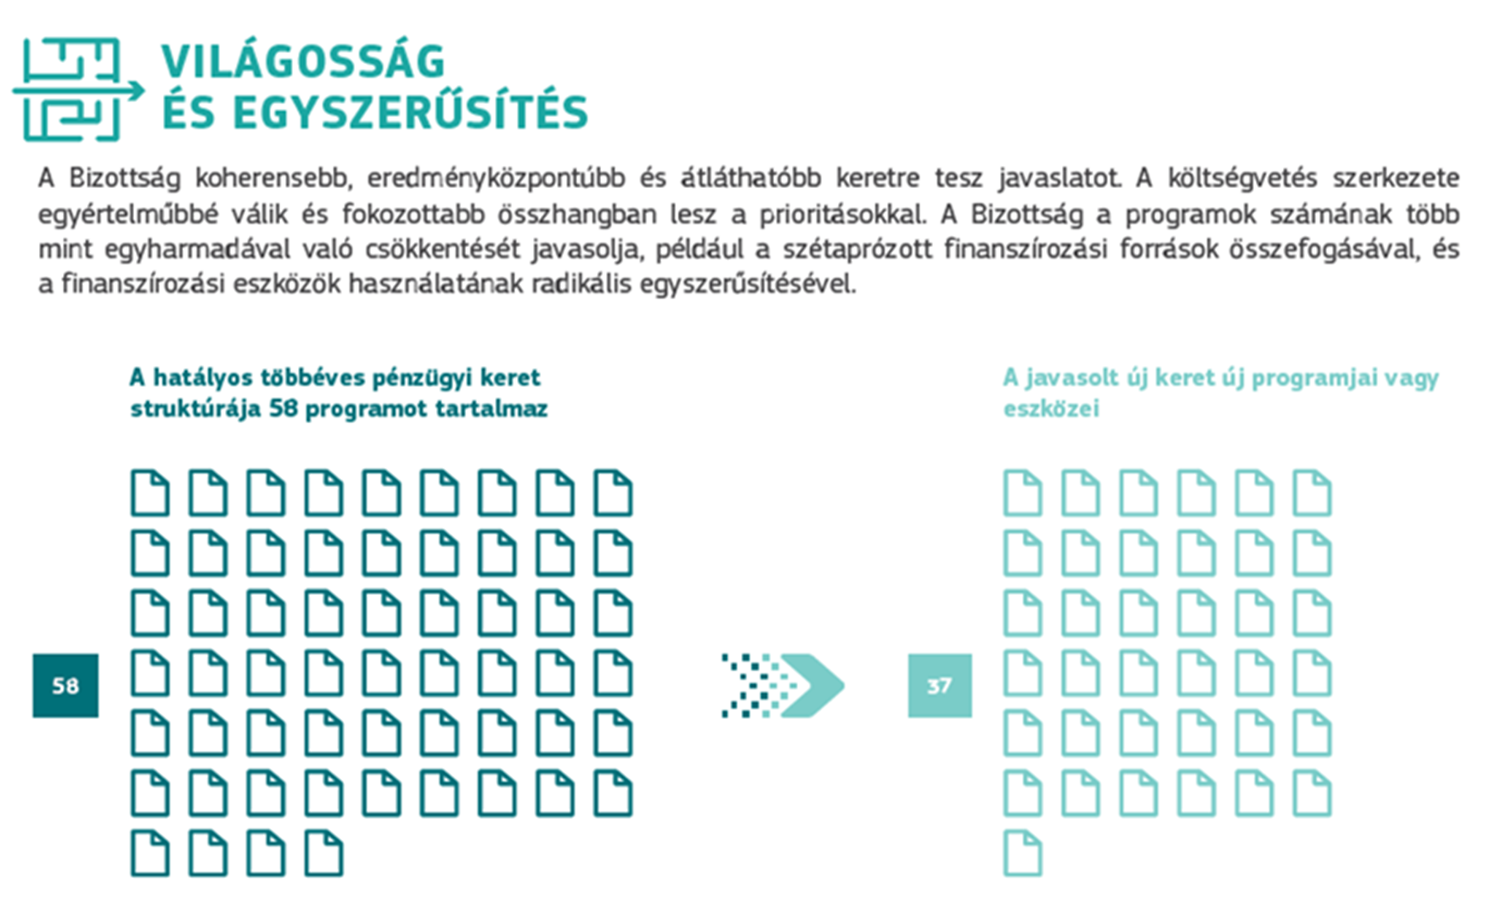 VILÁGOSSÁG
ÉS EGYSZERŰSÍTÉS
A Bizottság koherensebb, eredményközpontúbb és átláthatóbb keretre tesz javaslatot. A költségvetés szerkezete
egyértelműbbé válik és fokozottabb összhangban lesz a prioritásokkal. A Bizottság a programok számának több
mint egyharmadával való csökkentését javasolja, például a szétaprózott finanszírozási források összefogásával, és
a finanszírozási eszközök használatának radikális egyszerűsítésével.
A hatályos többéves pénzügyi keret
struktúrája 58 programot tartalmaz
A javasolt új keret új programjai vagy
eszközei
58
37